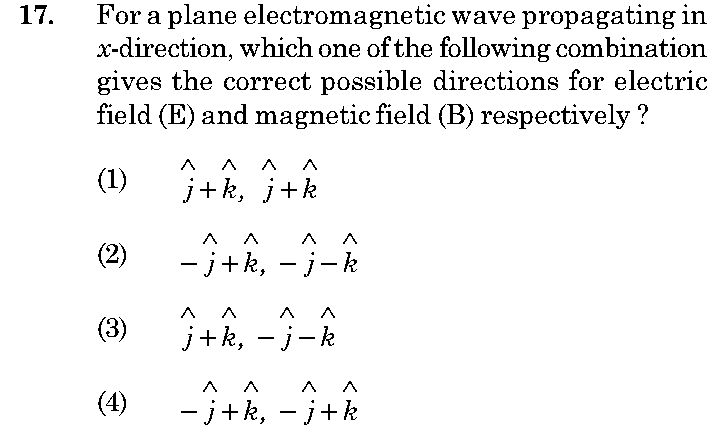 17. For a plane electromagnetic wave propagating in
x-direction, which one of the following combination
gives the correct possible directions for electric
field (E) and magnetic field (B) respectively ?
(1) ĵ + k̂, ĵ + k̂
(2) − ĵ + k̂, − ĵ − k̂
(3) ĵ + k̂, − ĵ − k̂
(4) − ĵ + k̂, − ĵ + k̂